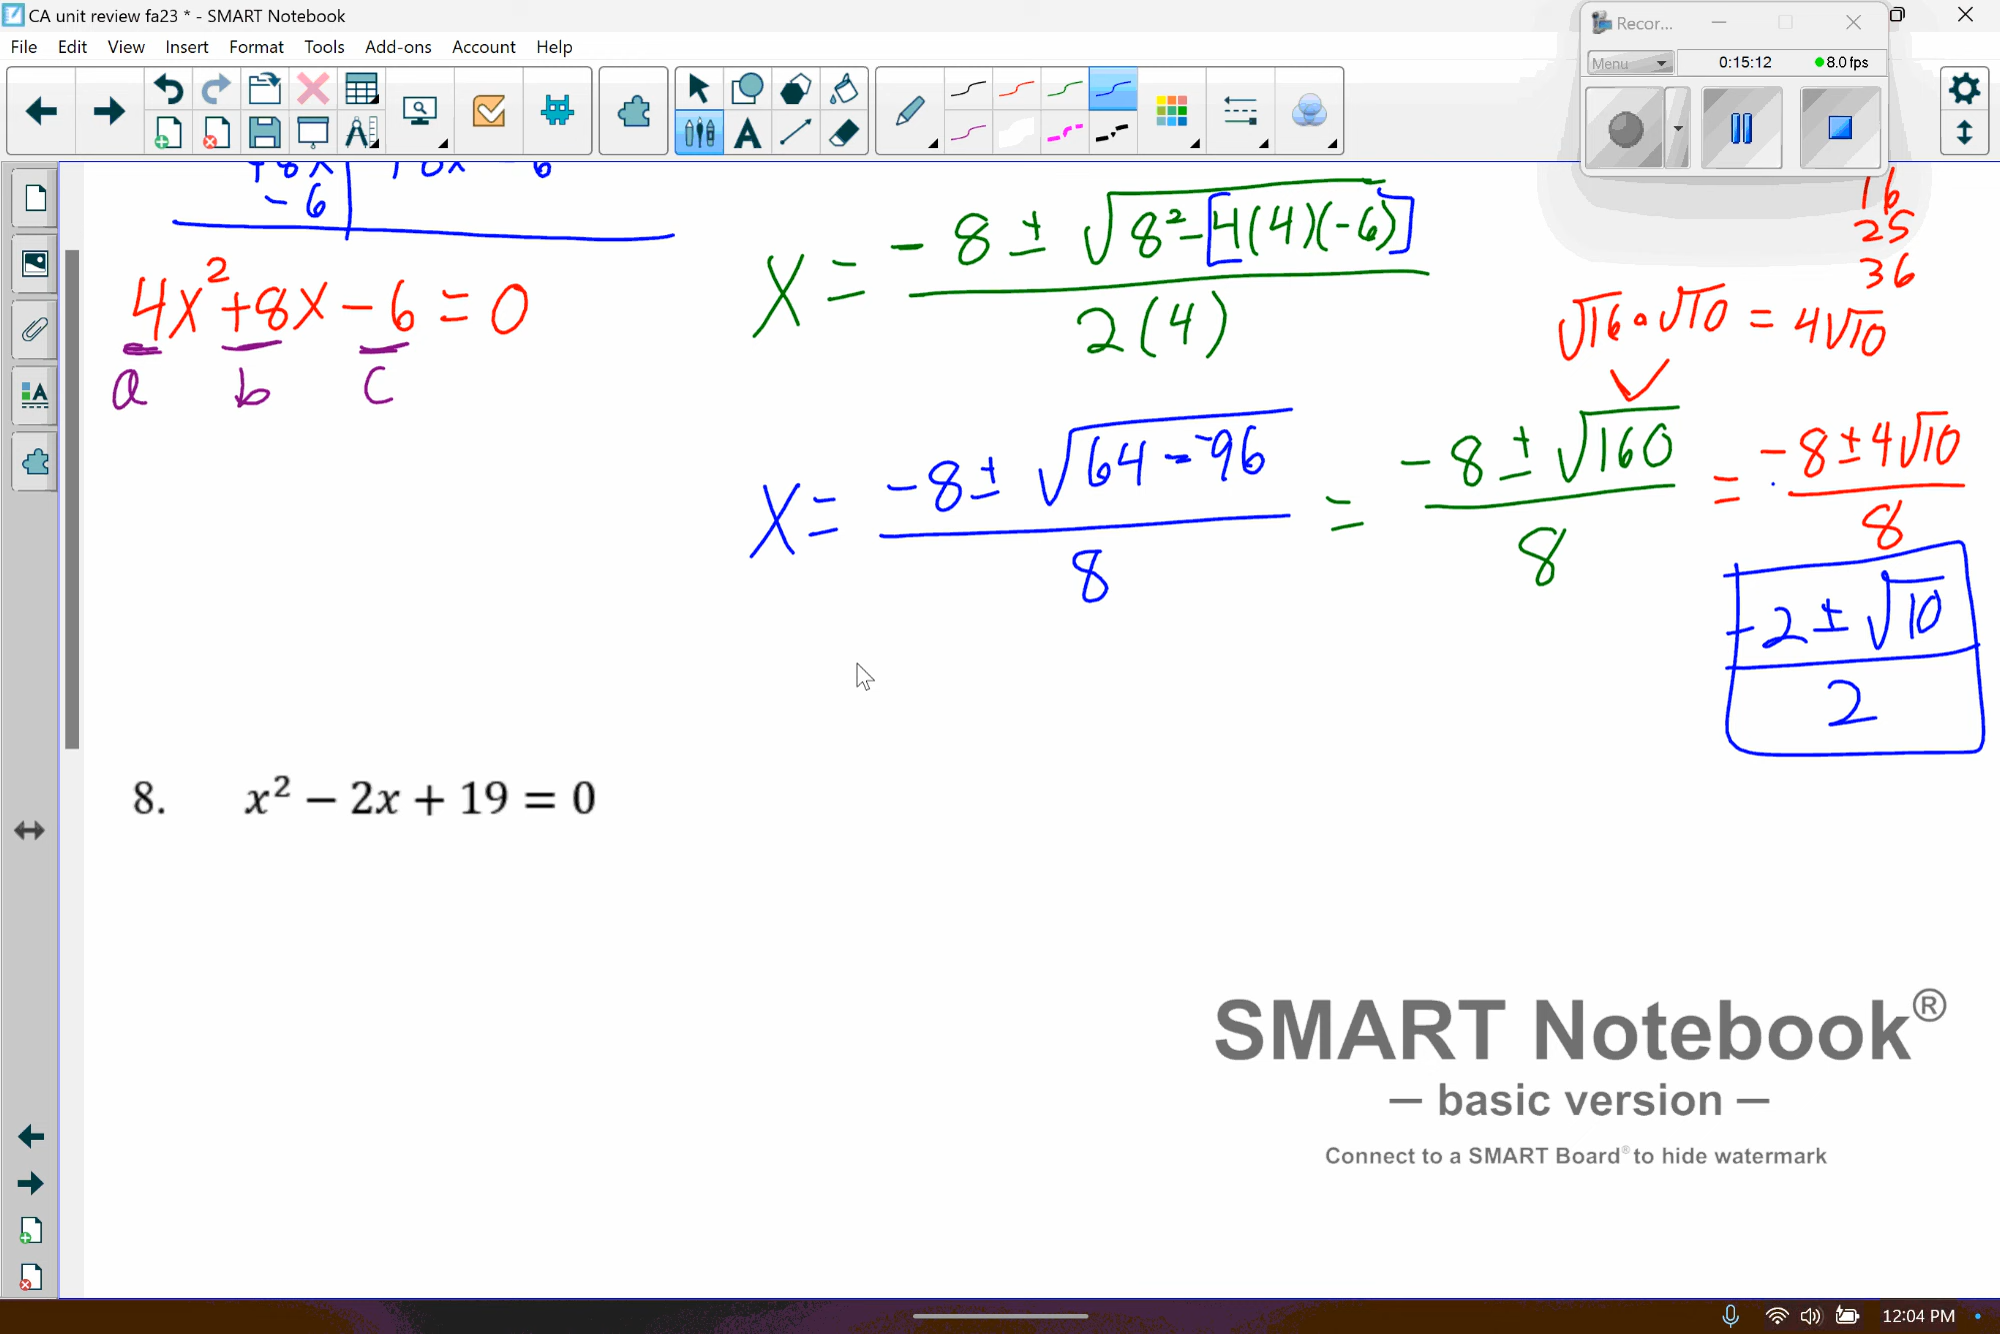 CA unit review fa23 * - SMART Notebook
File Edit View Insert Format Tools Add-ons Account Help
Recor...
Menu 0:15:12 8.0 fps
- 6
4x² + 8x - 6 = 0
a b c
x = -8 ± √8² - [4(4)(-6)]
2(4)
16
25
36
√16 · √10 = 4√10
x = -8 ± √64 - -96 = -8 ± √160 = -8 ± 4√10
8 8 8
-2 ± √10
2
8. x² − 2x + 19 = 0
SMART Notebook®
— basic version —
Connect to a SMART Board® to hide watermark
12:04 PM